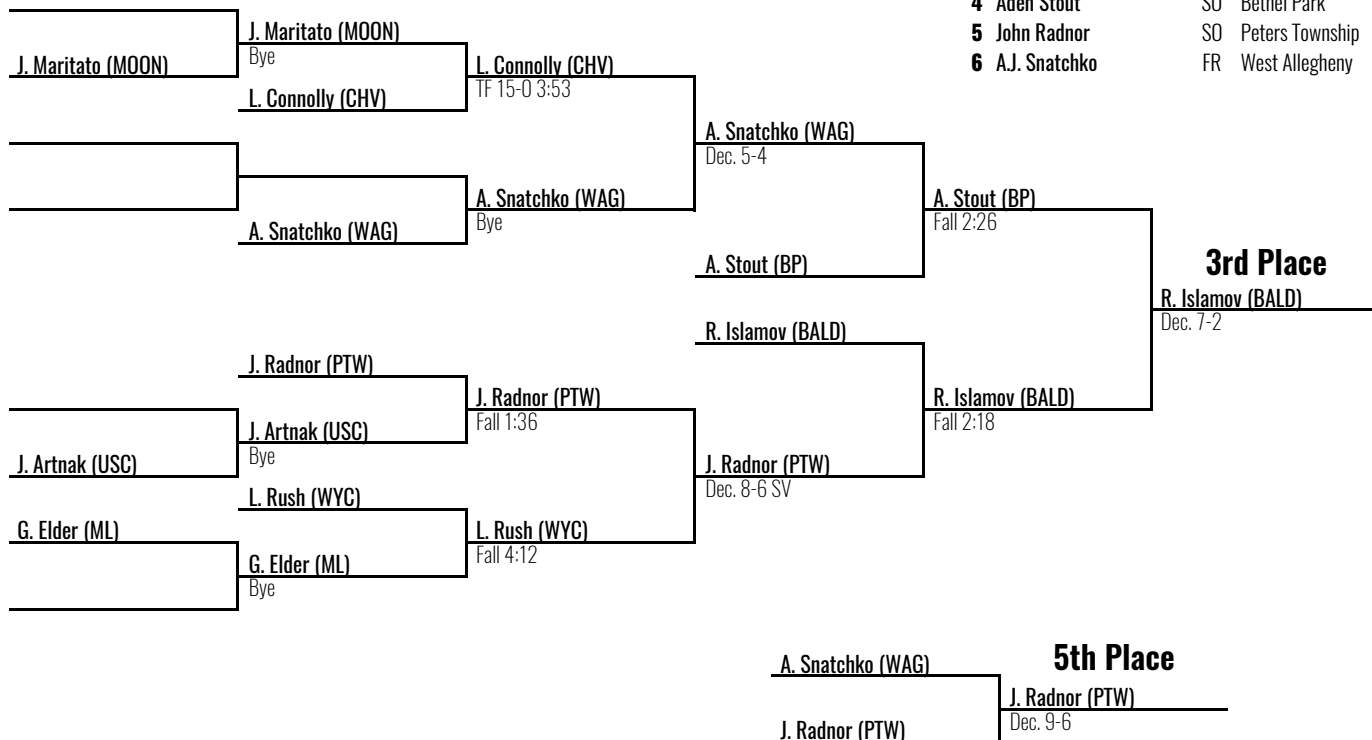 4 Aden Stout SO Bethel Park
5 John Radnor SO Peters Township
6 A.J. Snatchko FR West Allegheny
J. Maritato (MOON)
J. Maritato (MOON)
Bye
L. Connolly (CHV)
L. Connolly (CHV)
TF 15-0 3:53
A. Snatchko (WAG)
A. Snatchko (WAG)
Bye
A. Snatchko (WAG)
Dec. 5-4
A. Stout (BP)
A. Stout (BP)
Fall 2:26
3rd Place
R. Islamov (BALD)
Dec. 7-2
R. Islamov (BALD)
R. Islamov (BALD)
Fall 2:18
J. Radnor (PTW)
J. Radnor (PTW)
Fall 1:36
J. Artnak (USC)
J. Artnak (USC)
Bye
J. Radnor (PTW)
Dec. 8-6 SV
L. Rush (WYC)
L. Rush (WYC)
Fall 4:12
G. Elder (ML)
G. Elder (ML)
Bye
5th Place
A. Snatchko (WAG)
J. Radnor (PTW)
Dec. 9-6
J. Radnor (PTW)